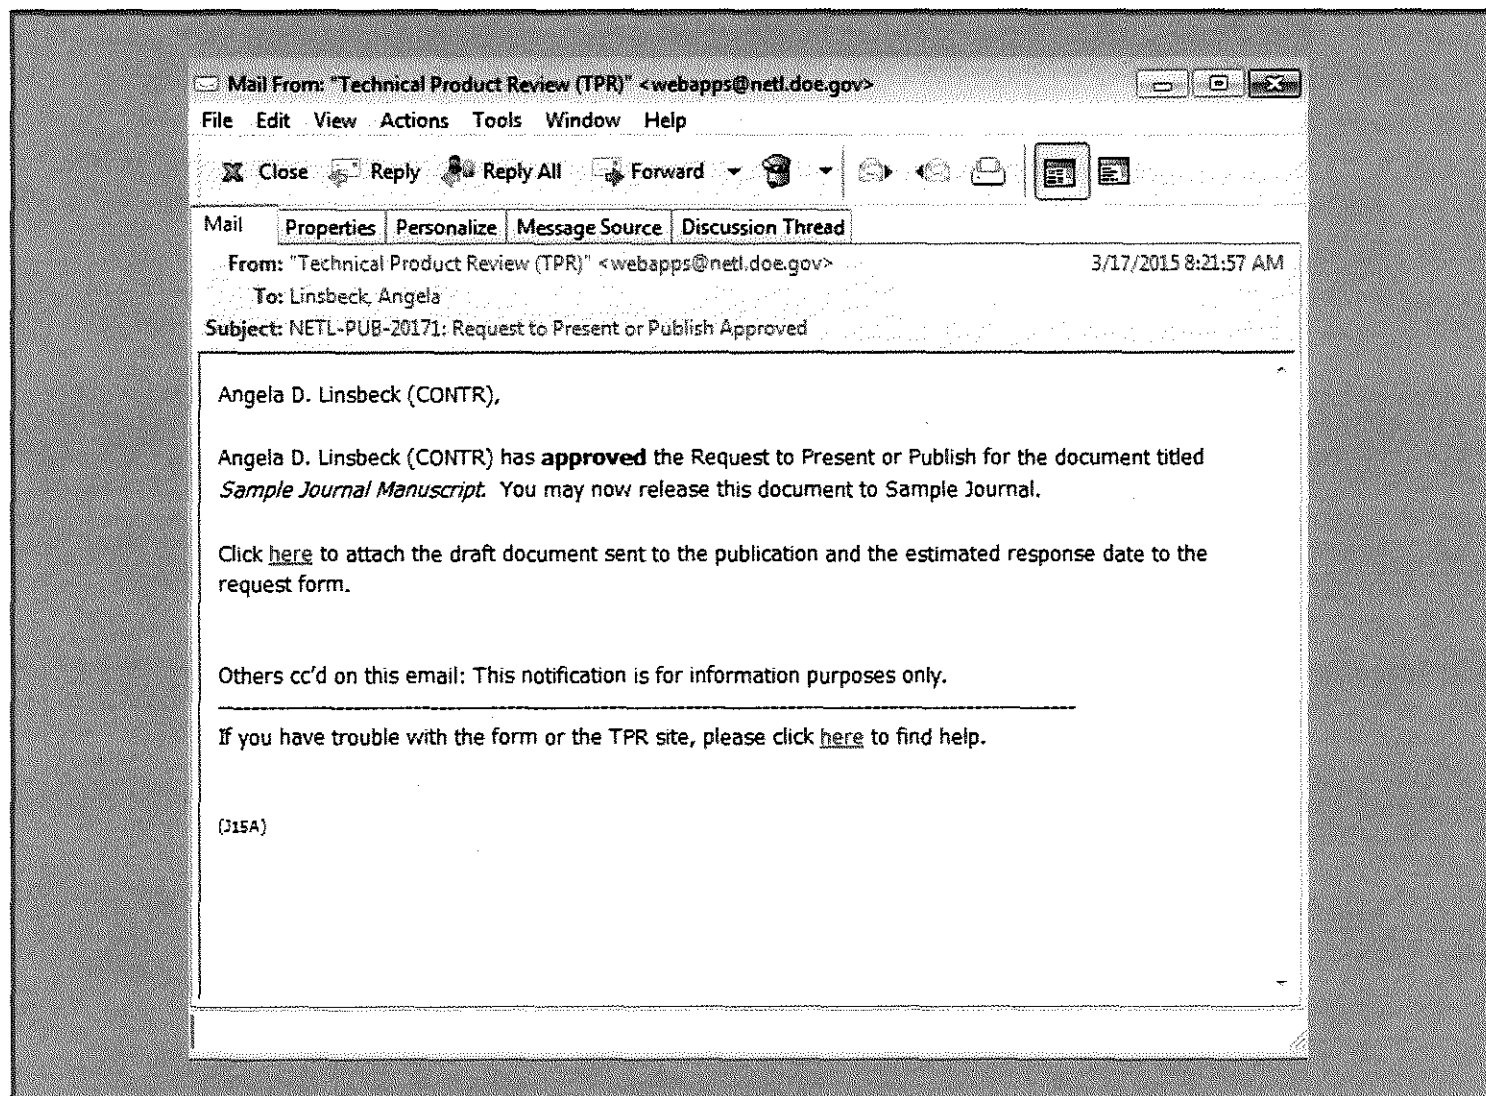 Mail From: "Technical Product Review (TPR)" <webapps@netl.doe.gov>
File Edit View Actions Tools Window Help
Close Reply Reply All Forward
Mail Properties Personalize Message Source Discussion Thread
From: "Technical Product Review (TPR)" <webapps@netl.doe.gov> 3/17/2015 8:21:57 AM
To: Linsbeck, Angela
Subject: NETL-PUB-20171: Request to Present or Publish Approved
Angela D. Linsbeck (CONTR),
Angela D. Linsbeck (CONTR) has approved the Request to Present or Publish for the document titled
Sample Journal Manuscript. You may now release this document to Sample Journal.
Click here to attach the draft document sent to the publication and the estimated response date to the
request form.
Others cc'd on this email: This notification is for information purposes only.
If you have trouble with the form or the TPR site, please click here to find help.
(J15A)